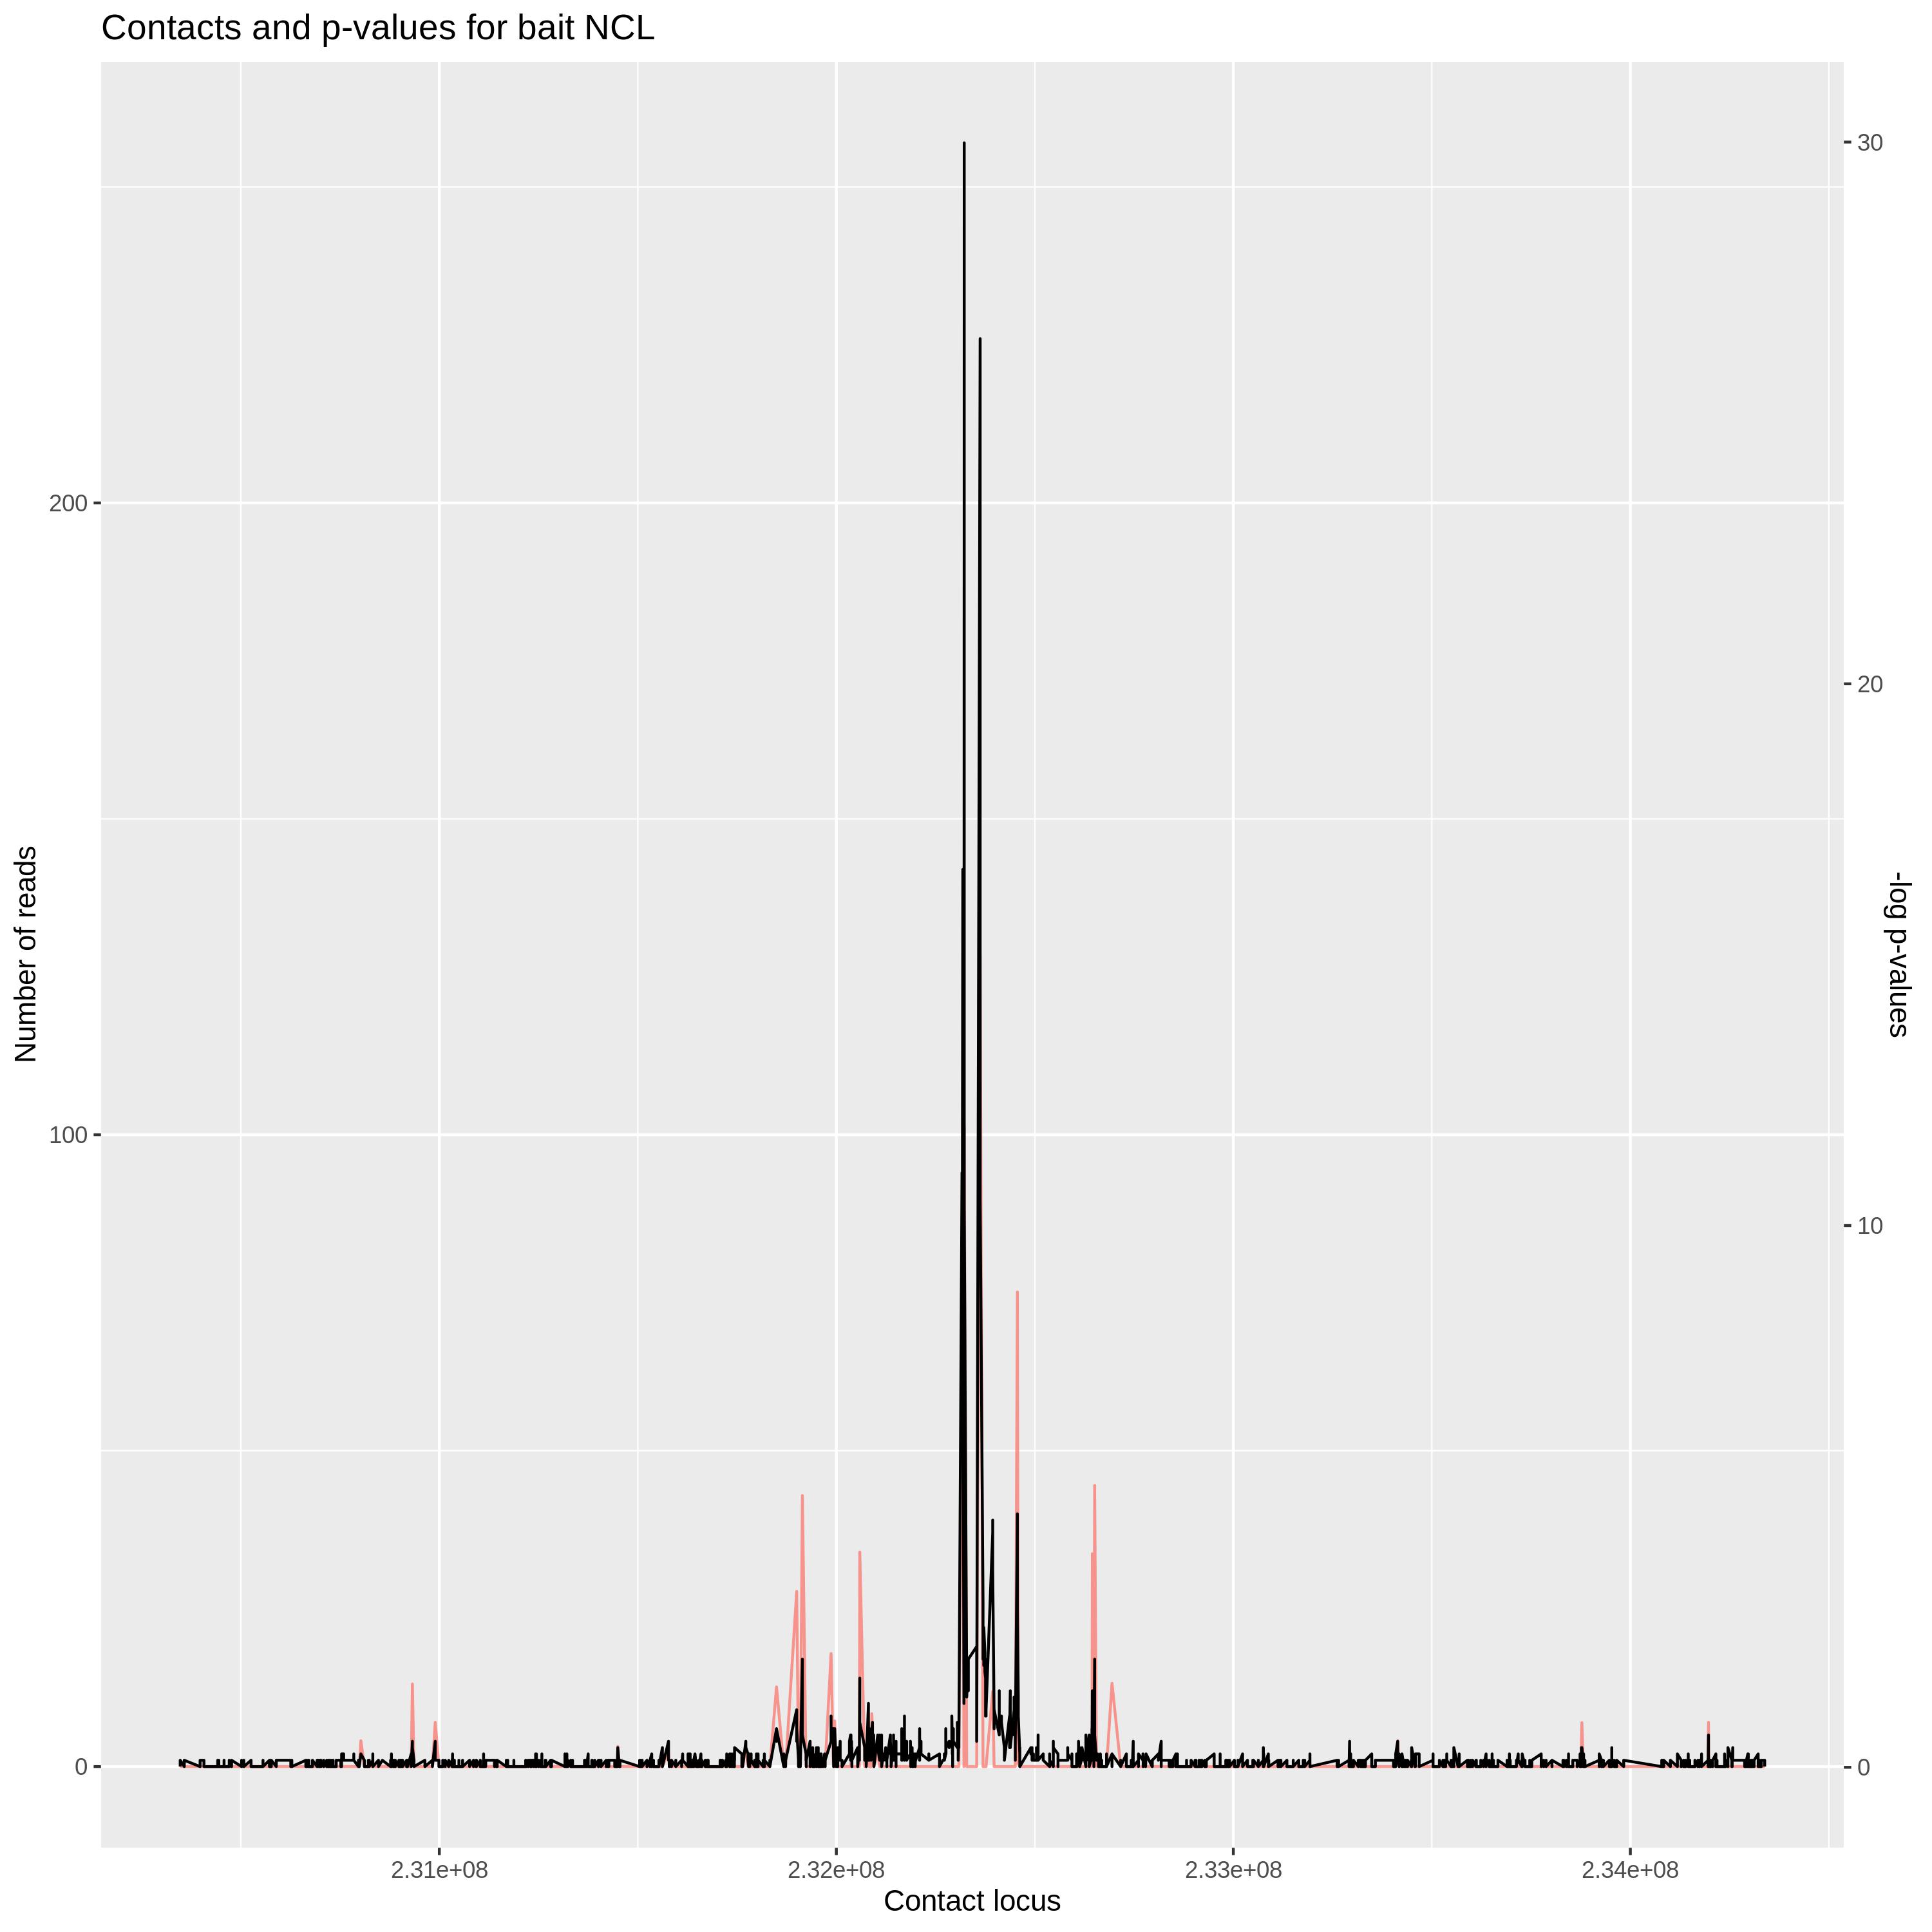 Contacts and p-values for bait NCL
Number of reads
200
100
0
30
20
10
0
-log p-values
2.31e+08
2.32e+08
2.33e+08
2.34e+08
Contact locus